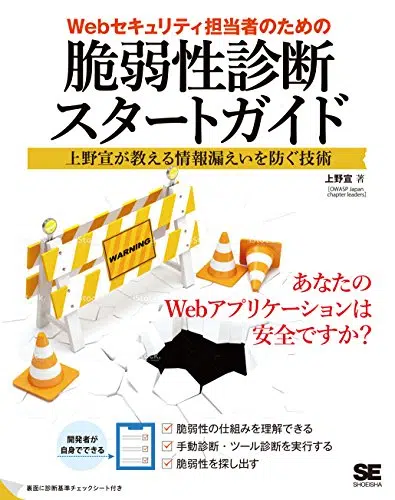 Webセキュリティ担当者のための
脆弱性診断
スタートガイド
上野宣が教える情報漏えいを防ぐ技術
上野宣 著
[OWASP Japan
chapter leaders]
WARNING
あなたの
Webアプリケーションは
安全ですか?
開発者が
自身でできる
脆弱性の仕組みを理解できる
手動診断・ツール診断を実行する
脆弱性を探し出す
裏面に診断基準チェックシート付き
SE
SHOEISHA